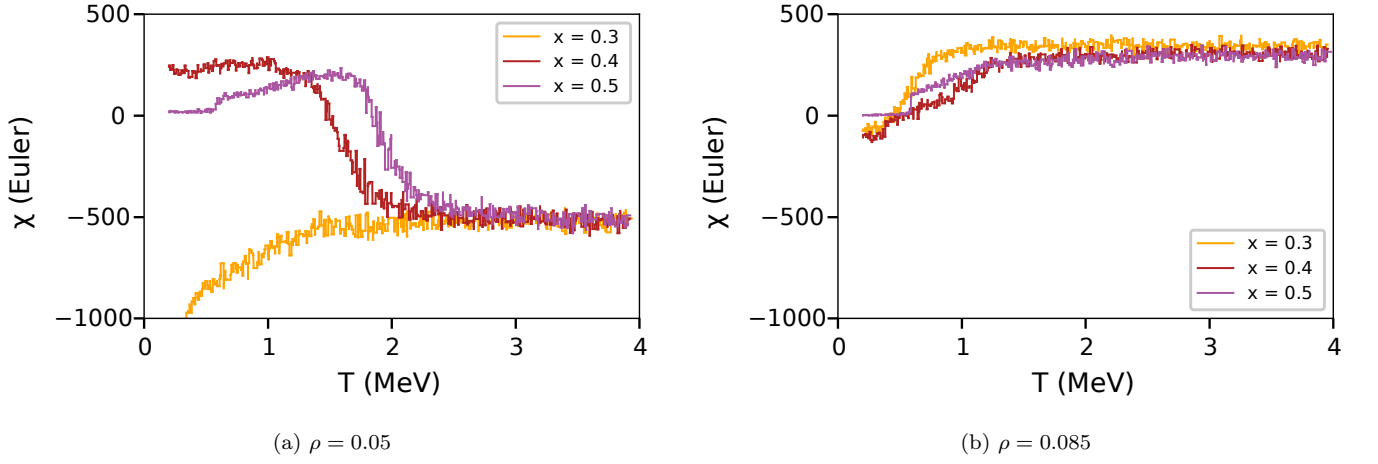 500
0
−500
−1000
χ (Euler)
x = 0.3
x = 0.4
x = 0.5
0 1 2 3 4
T (MeV)
(a) ρ = 0.05
500
0
−500
−1000
χ (Euler)
x = 0.3
x = 0.4
x = 0.5
0 1 2 3 4
T (MeV)
(b) ρ = 0.085